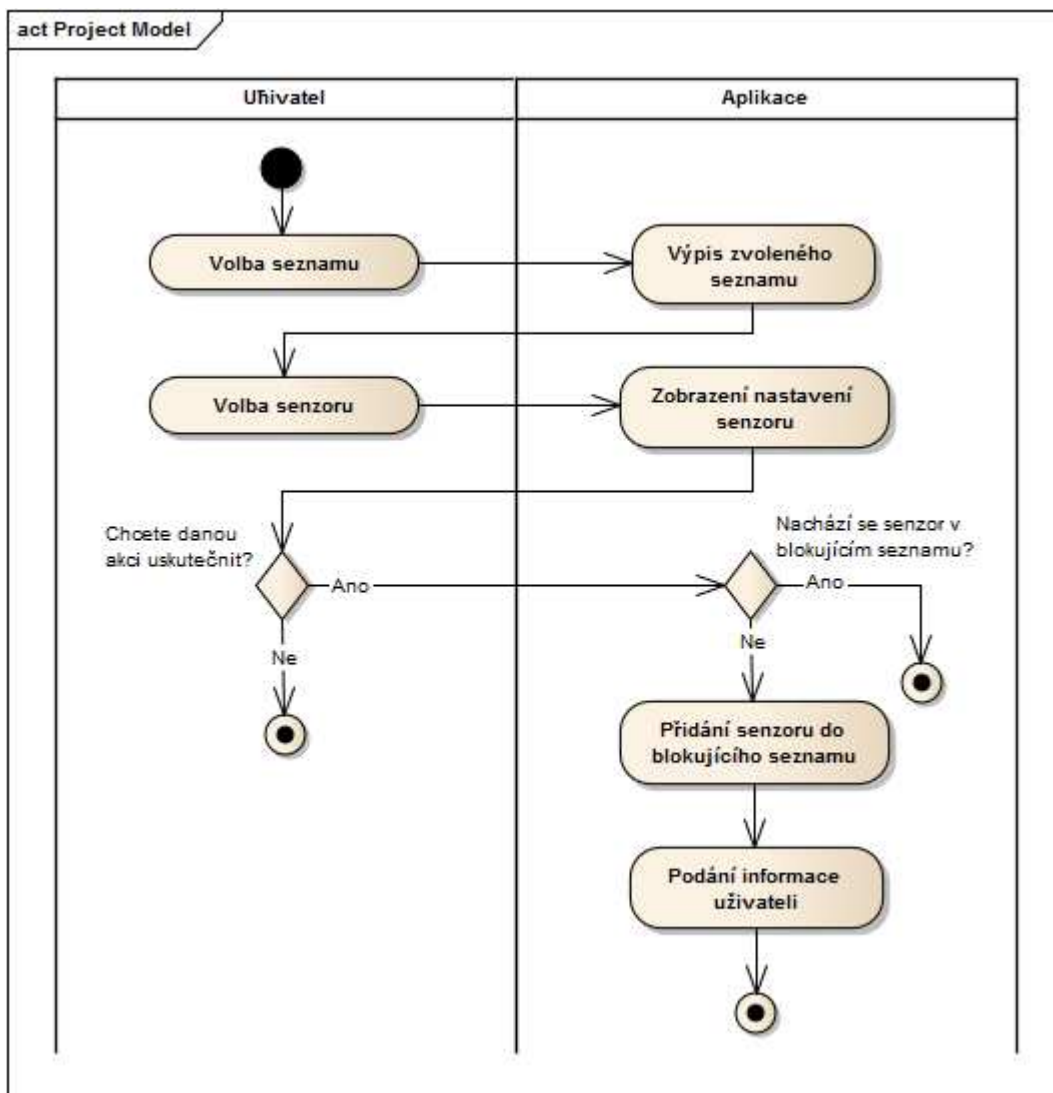 act Project Model
Uħivatel
Aplikace
Volba seznamu
Výpis zvoleného
seznamu
Volba senzoru
Zobrazení nastavení
senzoru
Chcete danou
akci uskutečnit?
Ano
Ne
Nachází se senzor v
blokujícím seznamu?
Ano
Ne
Přidání senzoru do
blokujícího seznamu
Podání informace
uživateli